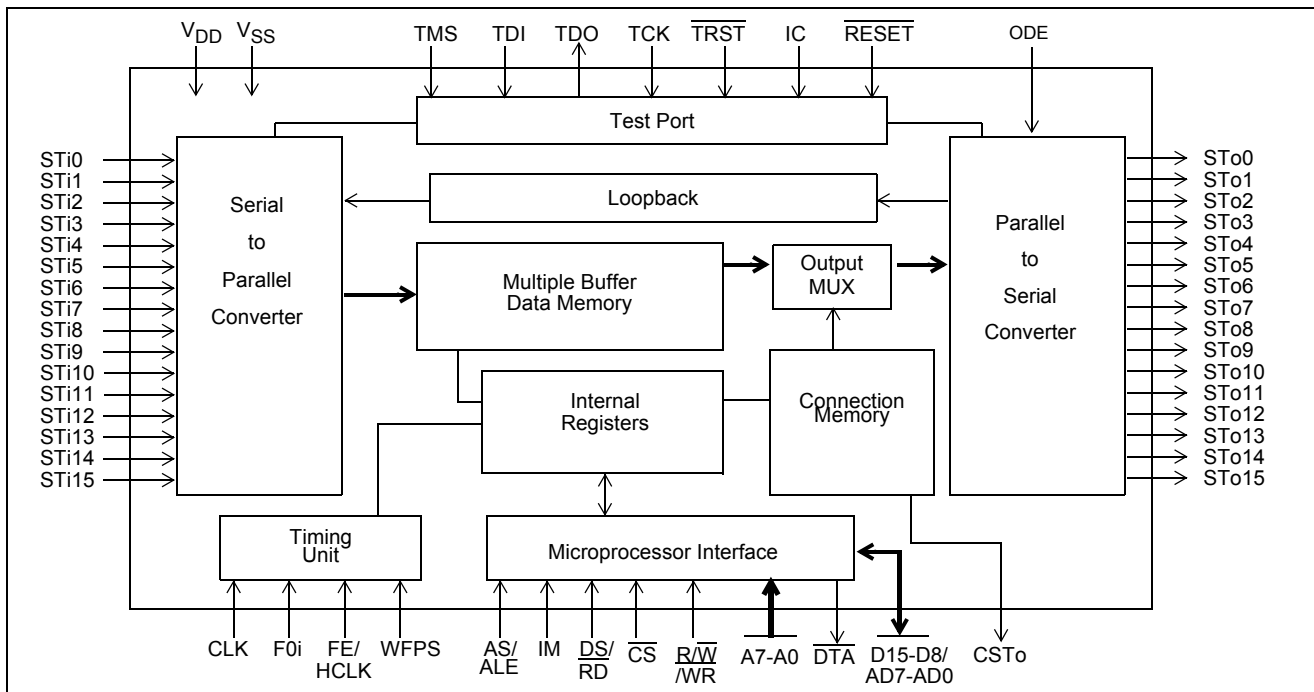 VDD VSS TMS TDI TDO TCK TRST IC RESET ODE
Test Port
STi0
STi1
STi2
STi3
STi4
STi5
STi6
STi7
STi8
STi9
STi10
STi11
STi12
STi13
STi14
STi15
Serial
to
Parallel
Converter
Loopback
Multiple Buffer
Data Memory
Output
MUX
Parallel
to
Serial
Converter
STo0
STo1
STo2
STo3
STo4
STo5
STo6
STo7
STo8
STo9
STo10
STo11
STo12
STo13
STo14
STo15
Internal
Registers
Connection
Memory
Timing
Unit
Microprocessor Interface
CLK
F0i
FE/
HCLK
WFPS
AS/
ALE
IM
DS/
RD
CS
R/W
/WR
A7-A0
DTA
D15-D8/
AD7-AD0
CSTo